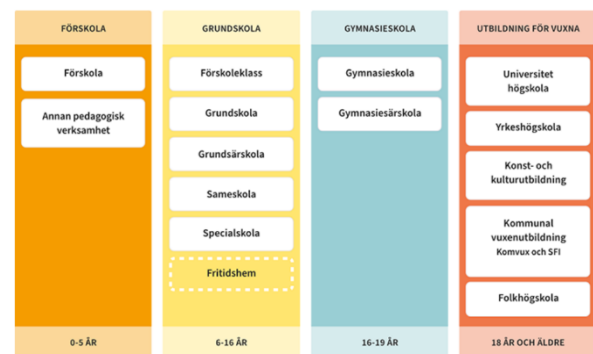 FÖRSKOLA
Förskola
Annan pedagogisk
verksamhet
0-5 ÅR
GRUNDSKOLA
Förskoleklass
Grundskola
Grundsärskola
Sameskola
Specialskola
Fritidshem
6-16 ÅR
GYMNASIESKOLA
Gymnasieskola
Gymnasiesärskola
16-19 ÅR
UTBILDNING FÖR VUXNA
Universitet
högskola
Yrkeshögskola
Konst- och
kulturutbildning
Kommunal
vuxenutbildning
Komvux och SFI
Folkhögskola
18 ÅR OCH ÄLDRE